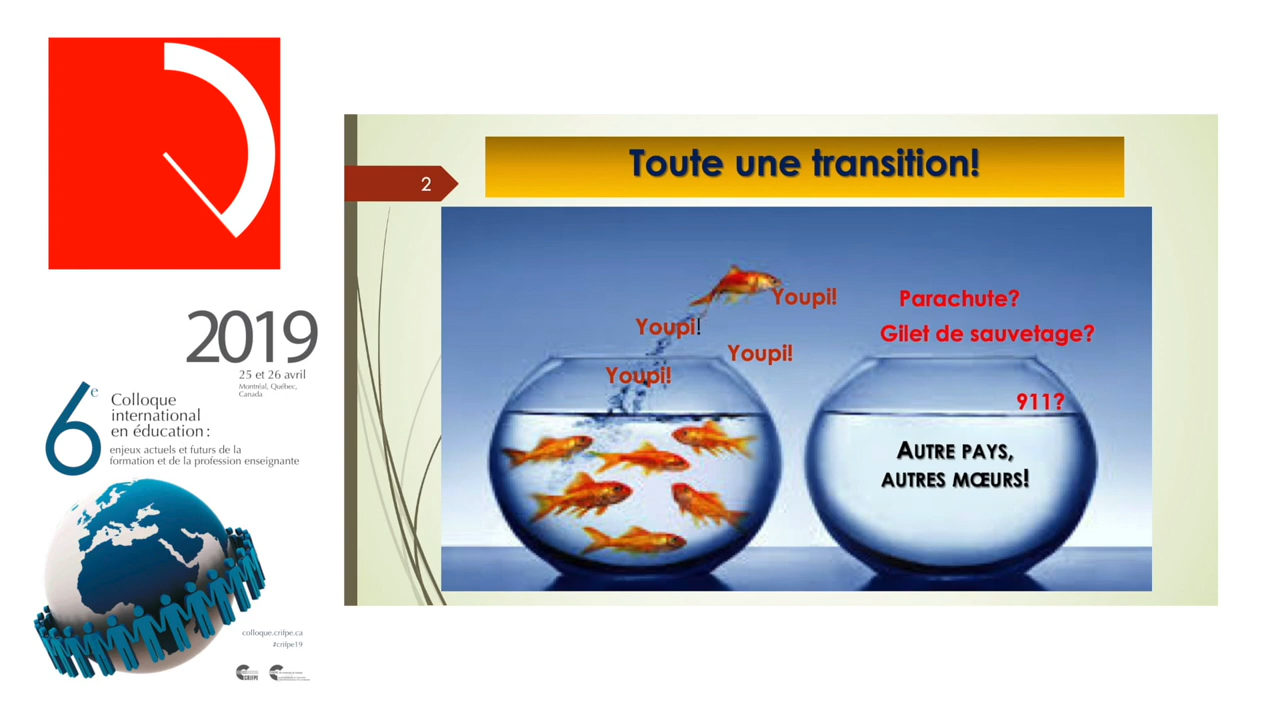 2019
25 et 26 avril
Montréal, Québec,
Canada
6e
Colloque
international
en éducation :
enjeux actuels et futurs de la
formation et de la profession enseignante
colloque.crifpe.ca
#crifpe19
CRIFPE
2
Toute une transition!
Youpi!
Parachute?
Youpi!
Gilet de sauvetage?
Youpi!
Youpi!
911?
AUTRE PAYS,
AUTRES MŒURS!